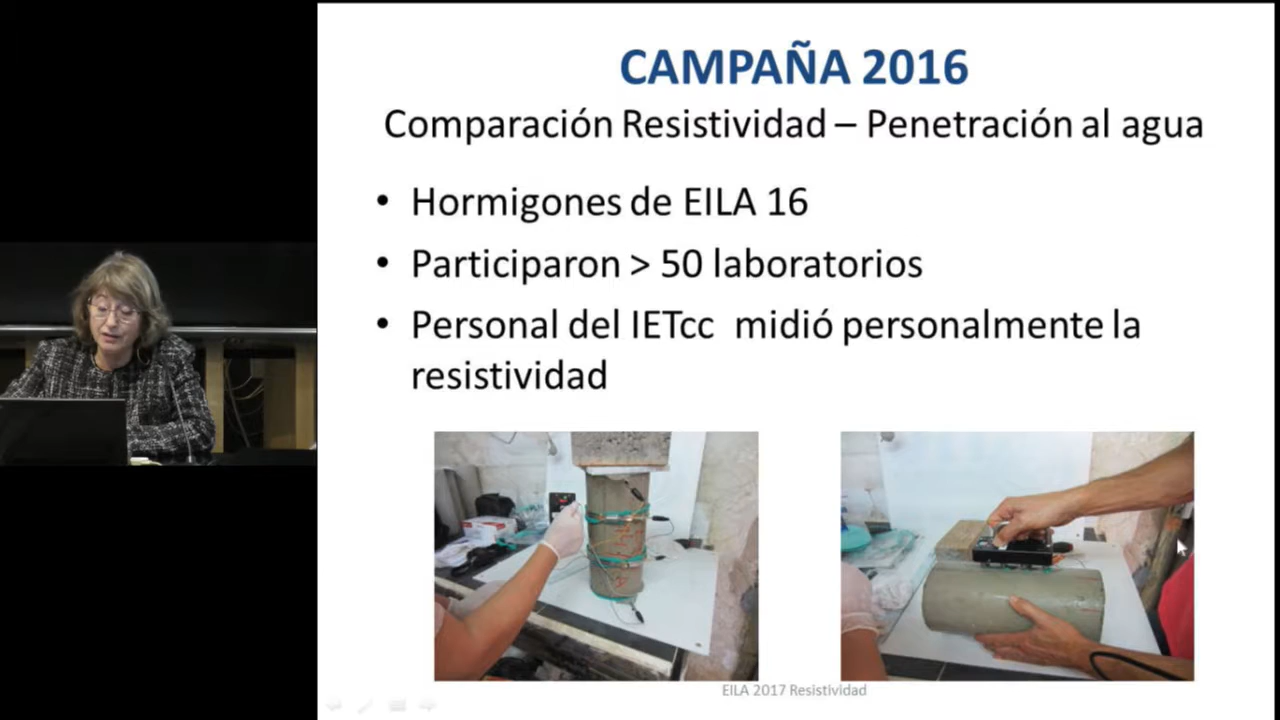 CAMPAÑA 2016
Comparación Resistividad – Penetración al agua
• Hormigones de EILA 16
• Participaron > 50 laboratorios
• Personal del IETcc midió personalmente la
resistividad
EILA 2017 Resistividad